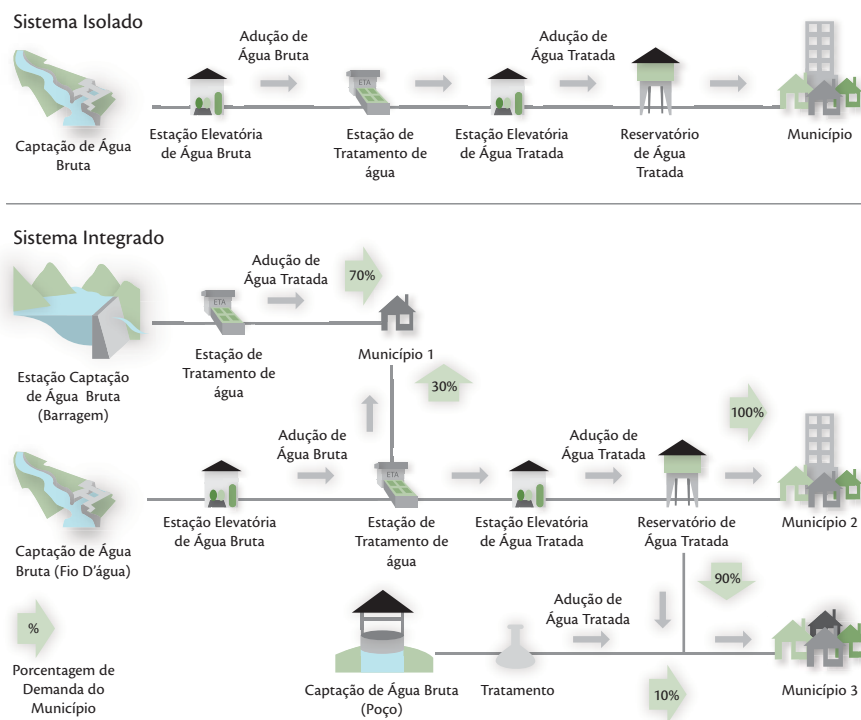 Sistema Isolado
Adução de
Água Bruta
Adução de
Água Tratada
ETA
Captação de Água
Bruta
Estação Elevatória
de Água Bruta
Estação de
Tratamento de
água
Estação Elevatória
de Água Tratada
Reservatório
de Água
Tratada
Município
Sistema Integrado
Adução de
Água Tratada
70%
ETA
Estação Captação
de Água Bruta
(Barragem)
Estação de
Tratamento de
água
Município 1
30%
Adução de
Água Bruta
Adução de
Água Tratada
100%
ETA
Captação de Água
Bruta (Fio D'água)
Estação Elevatória
de Água Bruta
Estação de
Tratamento de
água
Estação Elevatória
de Água Tratada
Reservatório de
Água Tratada
Município 2
90%
%
Porcentagem de
Demanda do
Município
Adução de
Água Tratada
Captação de Água Bruta
(Poço)
Tratamento
10%
Município 3